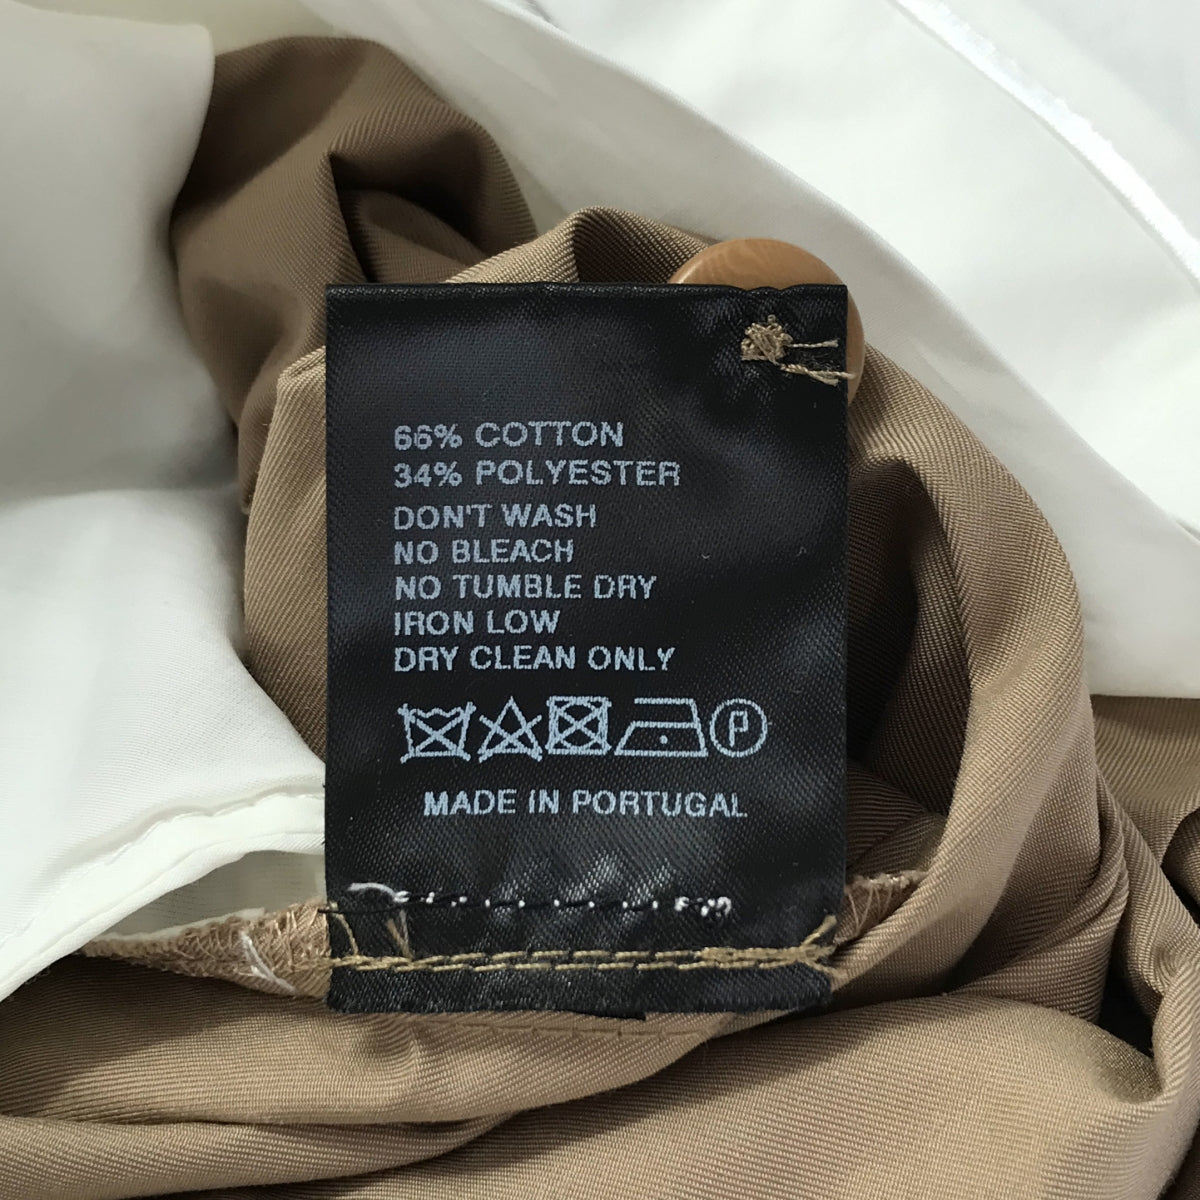 66% COTTON
34% POLYESTER
DON'T WASH
NO BLEACH
NO TUMBLE DRY
IRON LOW
DRY CLEAN ONLY
P
MADE IN PORTUGAL